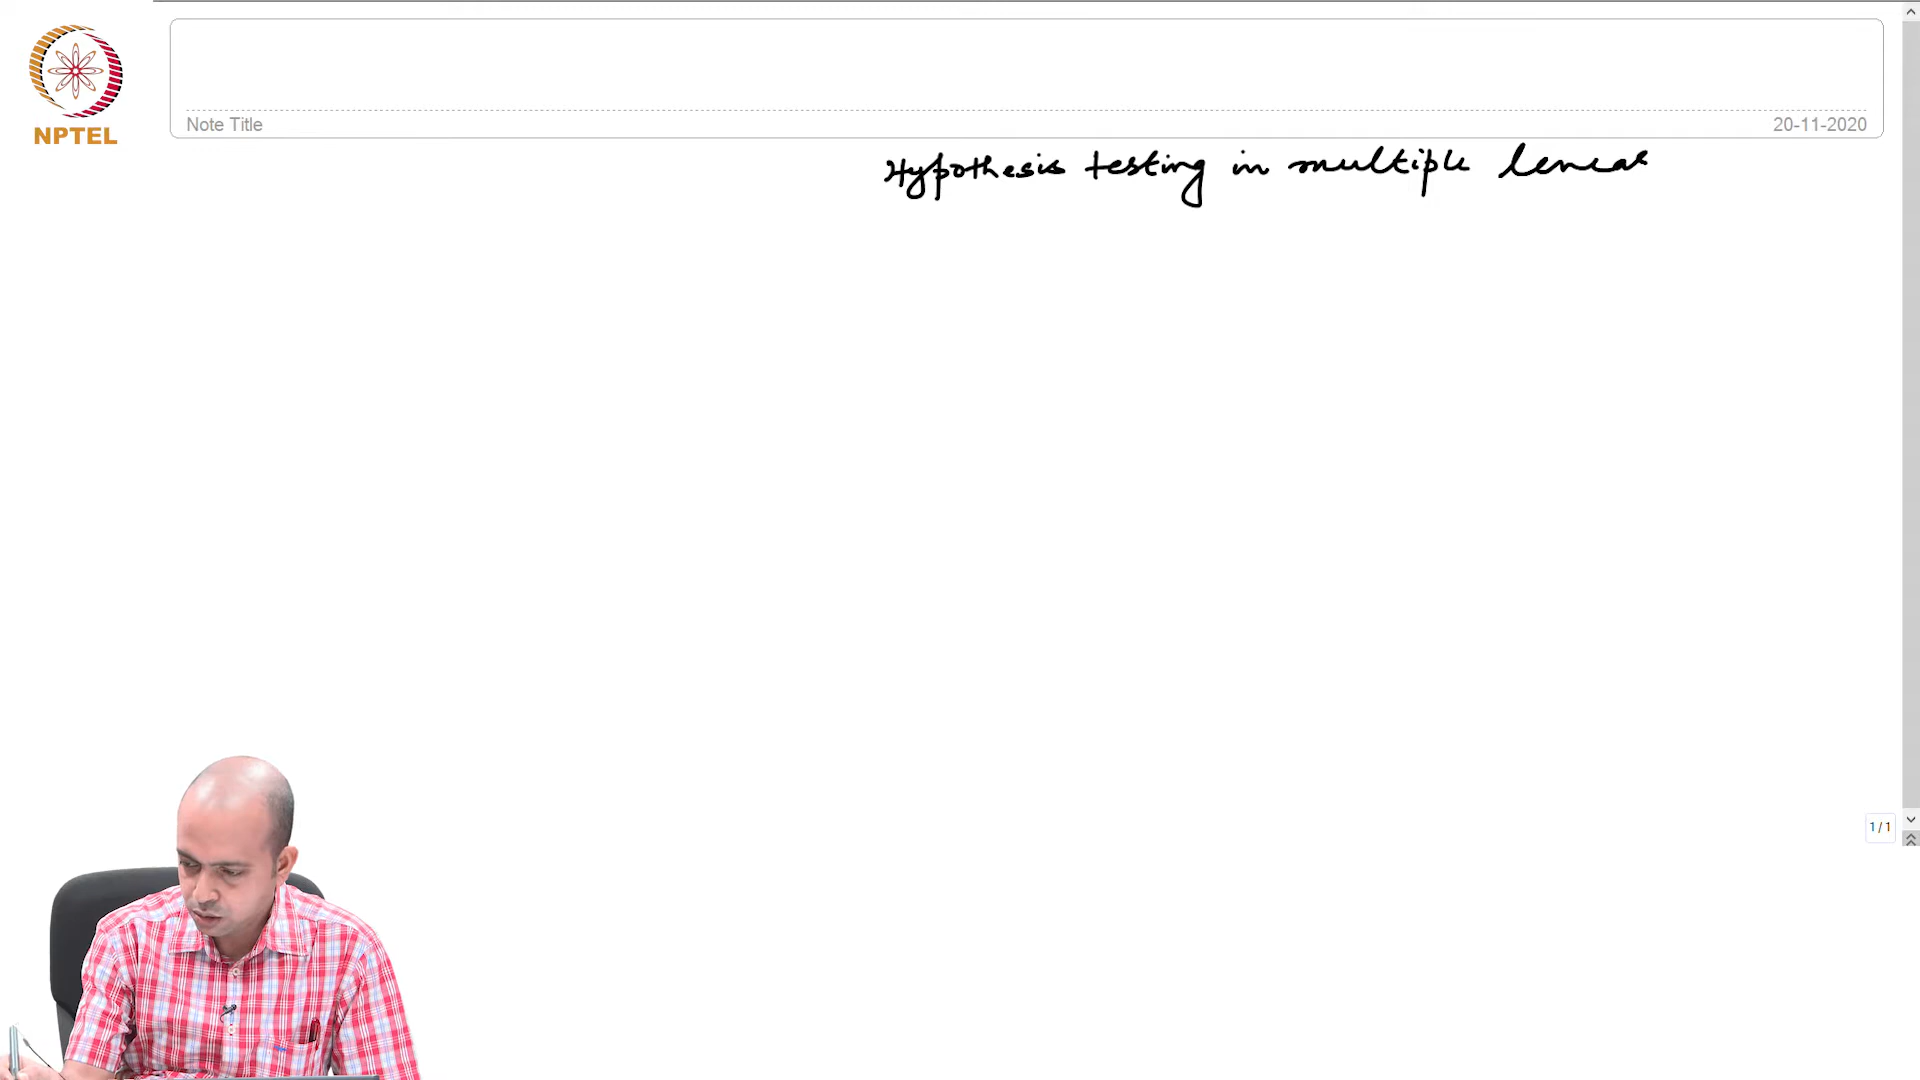 NPTEL
Note Title
20-11-2020
Hypothesis testing in multiple linear
1 / 1